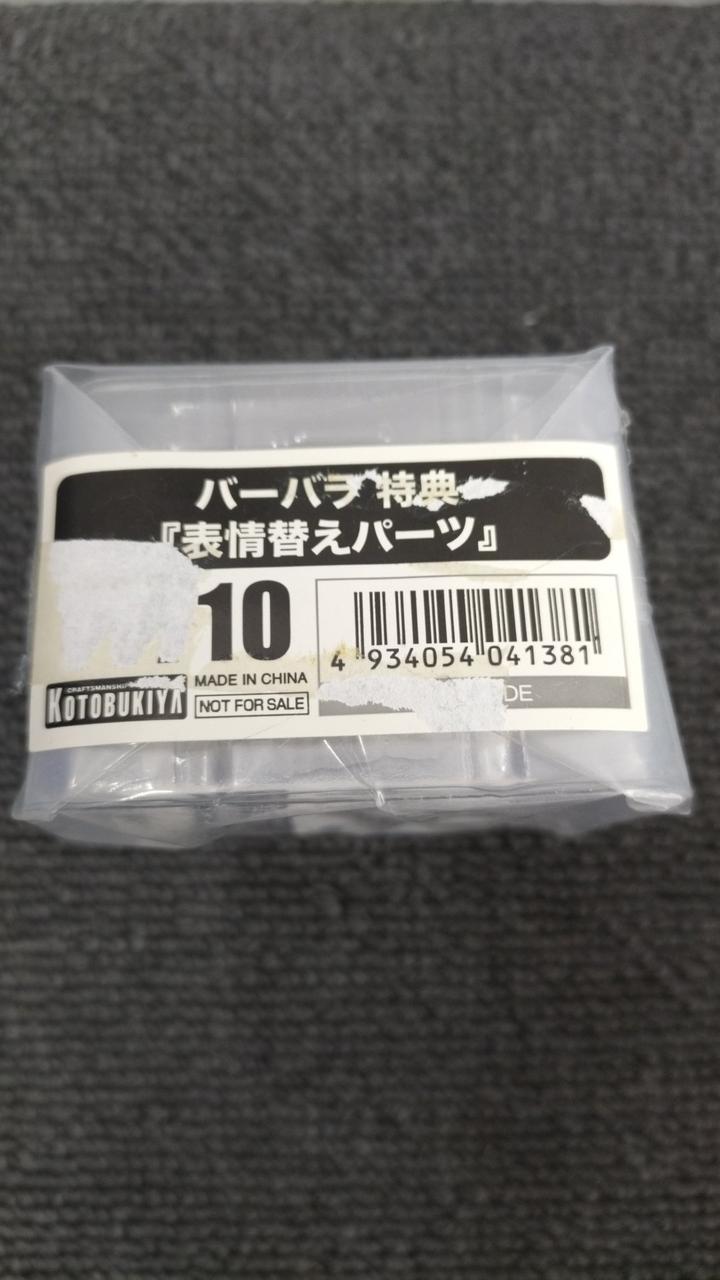 バーバラ 特典
『表情替えパーツ』
10
4 934054 041381
MADE IN CHINA
CRAFTSMANSHIP
KOTOBUKIYA
NOT FOR SALE
DE